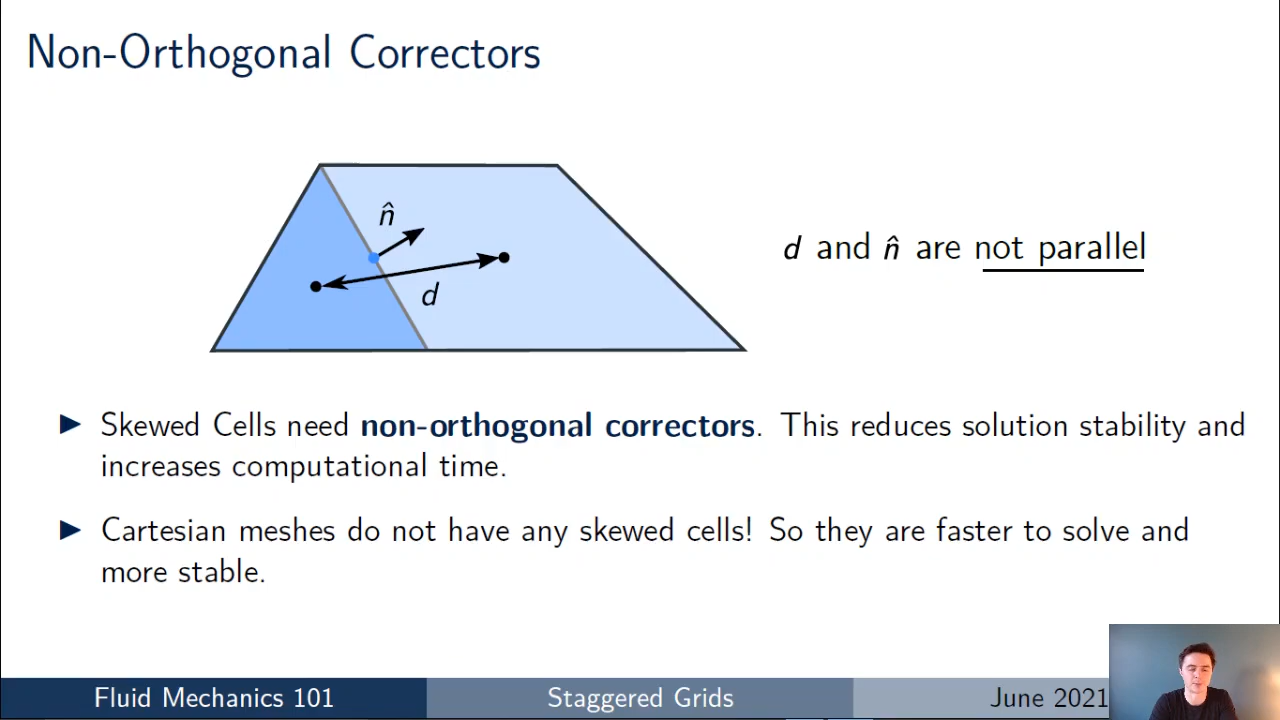 Non-Orthogonal Correctors
n̂
d
d and n̂ are not parallel
▶ Skewed Cells need non-orthogonal correctors. This reduces solution stability and
increases computational time.
▶ Cartesian meshes do not have any skewed cells! So they are faster to solve and
more stable.
Fluid Mechanics 101
Staggered Grids
June 2021